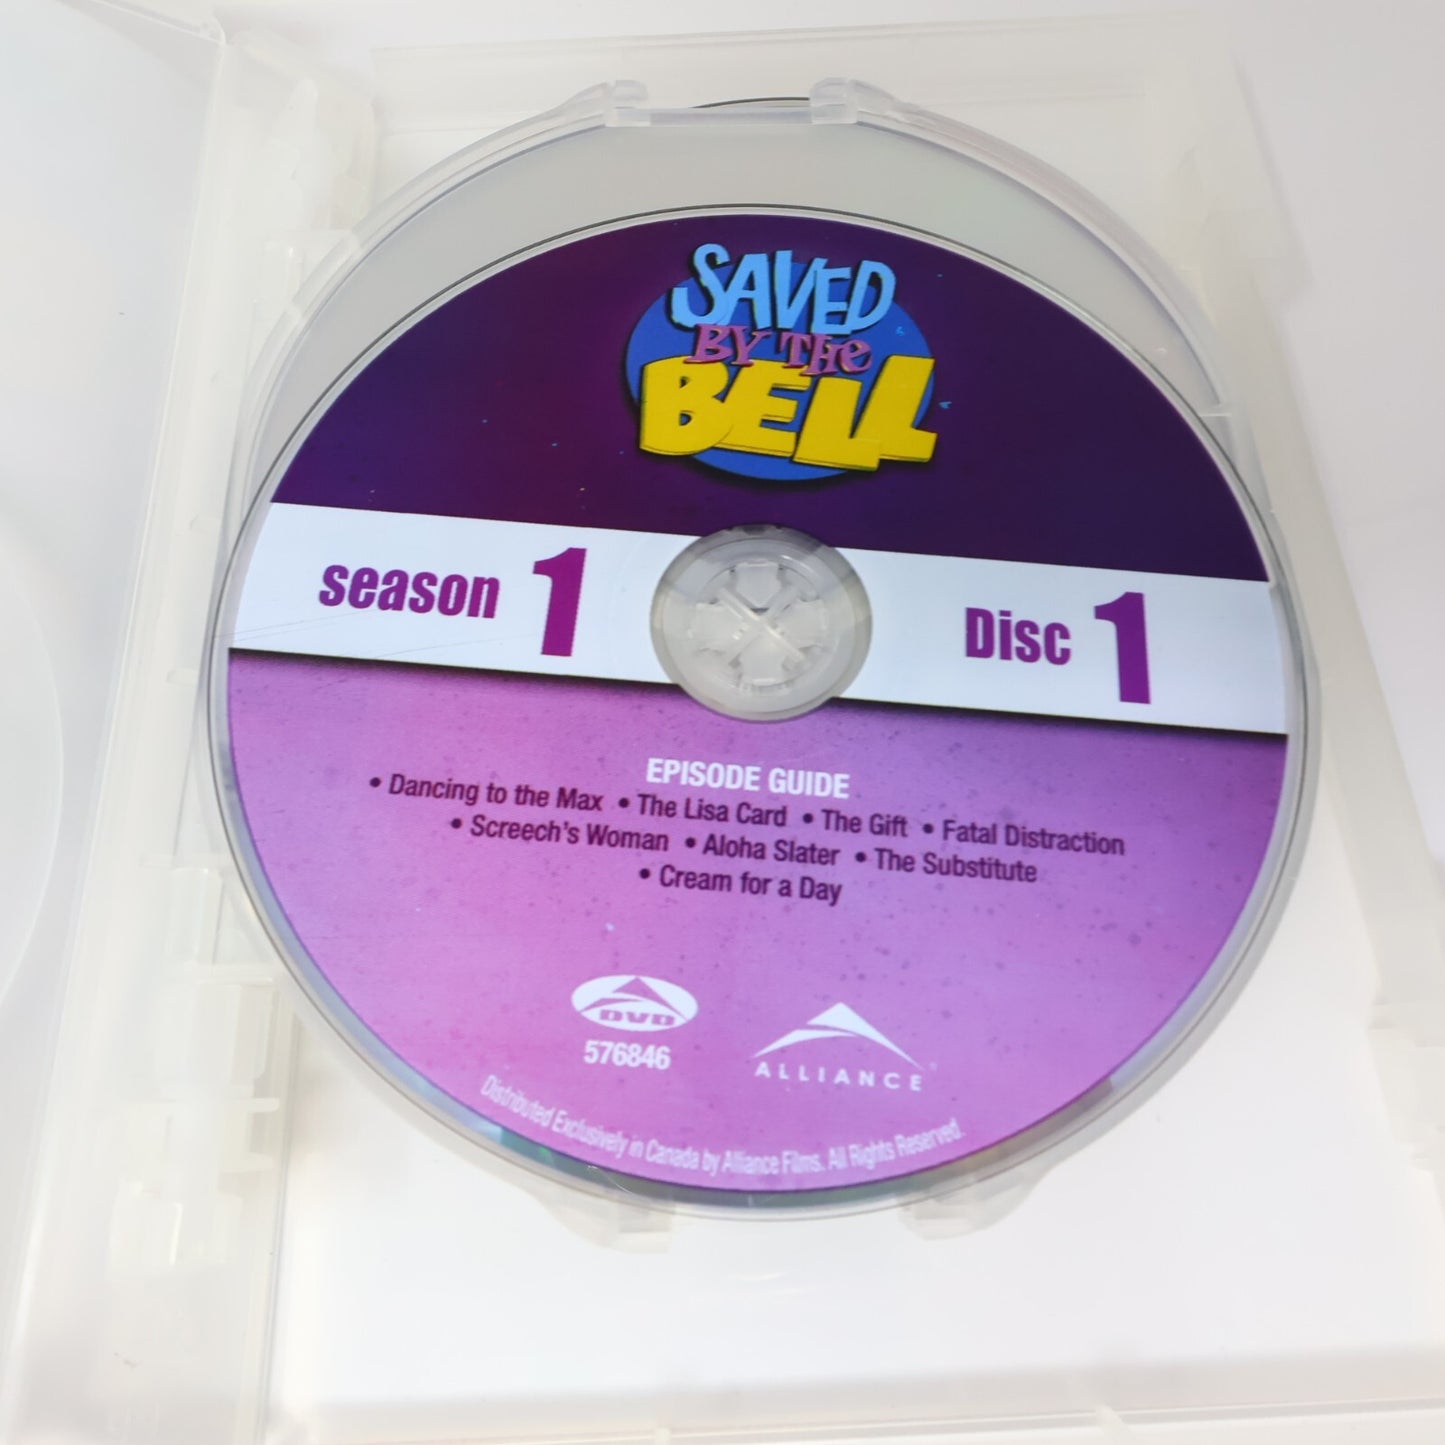 SAVED
BY THE
BELL
season 1
Disc 1
EPISODE GUIDE
• Dancing to the Max • The Lisa Card • The Gift • Fatal Distraction
• Screech's Woman • Aloha Slater • The Substitute
• Cream for a Day
DVD
576846
ALLIANCE
Distributed Exclusively in Canada by Alliance Films. All Rights Reserved.